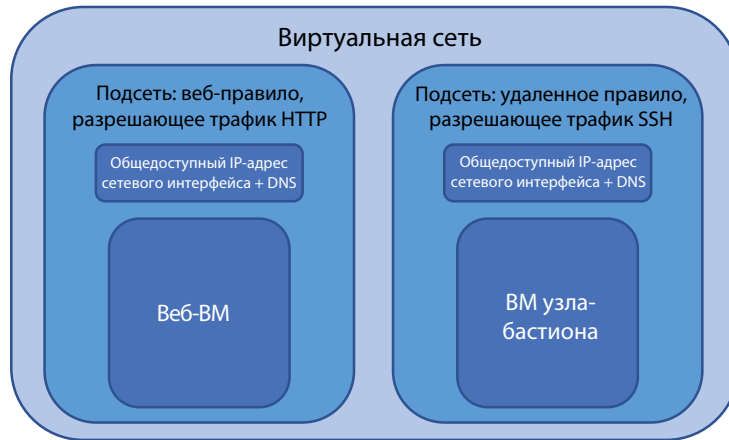 Виртуальная сеть
Подсеть: веб-правило,
разрешающее трафик HTTP
Общедоступный IP-адрес
сетевого интерфейса + DNS
Веб-ВМ
Подсеть: удаленное правило,
разрешающее трафик SSH
Общедоступный IP-адрес
сетевого интерфейса + DNS
ВМ узла-
бастиона